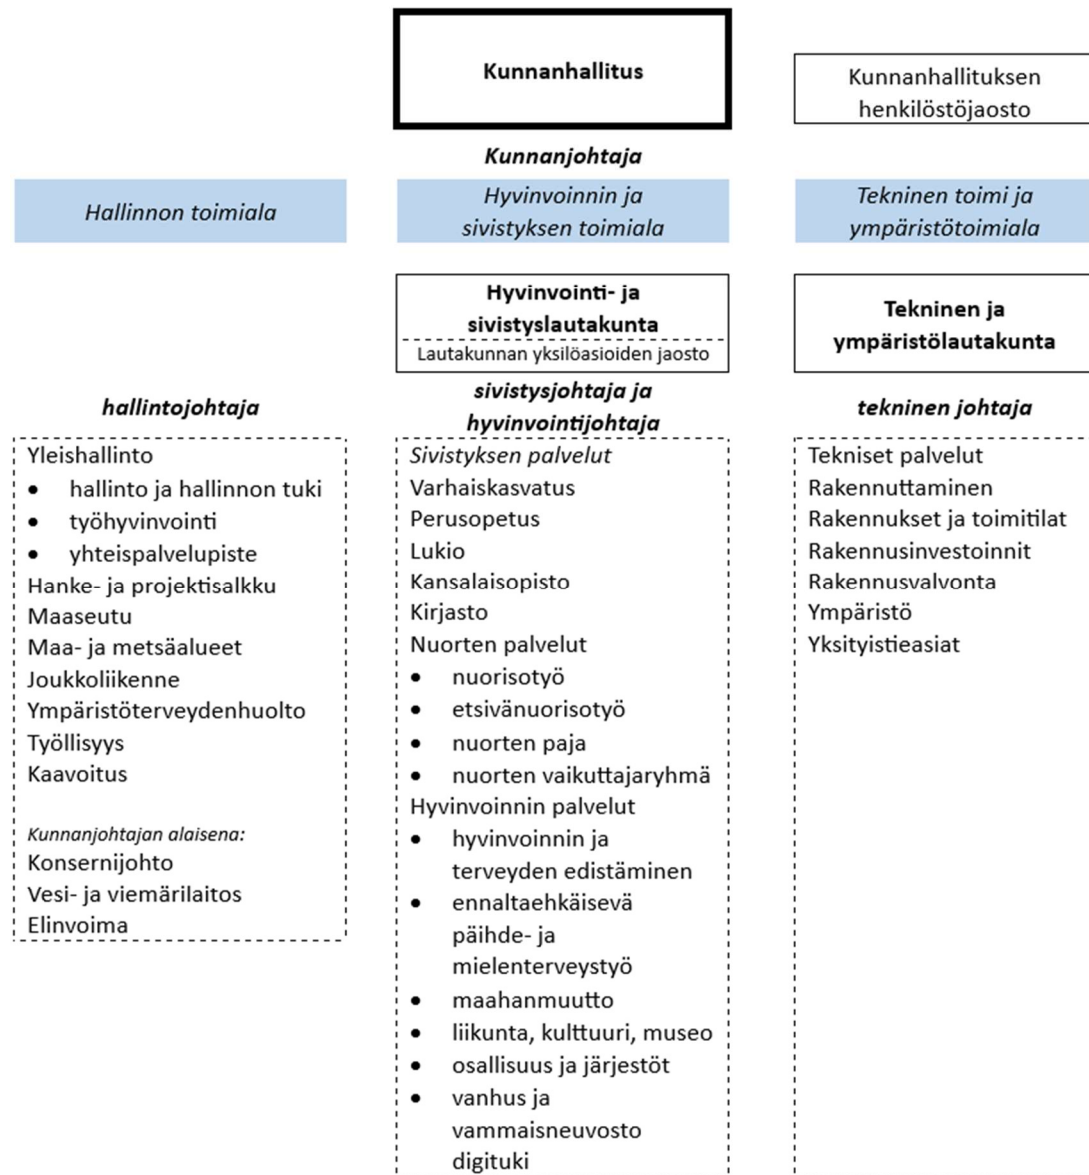 Kunnanhallitus
Kunnanhallituksen
henkilöstöjaosto
Kunnanjohtaja
Hallinnon toimiala
Hyvinvoinnin ja
sivistyksen toimiala
Tekninen toimi ja
ympäristötoimiala
Hyvinvointi- ja
sivistyslautakunta
Lautakunnan yksilöasioiden jaosto
Tekninen ja
ympäristölautakunta
hallintojohtaja
Yleishallinto
• hallinto ja hallinnon tuki
• työhyvinvointi
• yhteispalvelupiste
Hanke- ja projektisalkku
Maaseutu
Maa- ja metsäalueet
Joukkoliikenne
Ympäristöterveydenhuolto
Työllisyys
Kaavoitus
Kunnanjohtajan alaisena:
Konsernijohto
Vesi- ja viemärilaitos
Elinvoima
sivistysjohtaja ja
hyvinvointijohtaja
Sivistyksen palvelut
Varhaiskasvatus
Perusopetus
Lukio
Kansalaisopisto
Kirjasto
Nuorten palvelut
• nuorisotyö
• etsivänuorisotyö
• nuorten paja
• nuorten vaikuttajaryhmä
Hyvinvoinnin palvelut
• hyvinvoinnin ja
terveyden edistäminen
• ennaltaehkäisevä
päihde- ja
mielenterveystyö
• maahanmuutto
• liikunta, kulttuuri, museo
• osallisuus ja järjestöt
• vanhus ja
vammaisneuvosto
digituki
tekninen johtaja
Tekniset palvelut
Rakennuttaminen
Rakennukset ja toimitilat
Rakennusinvestoinnit
Rakennusvalvonta
Ympäristö
Yksityistieasiat